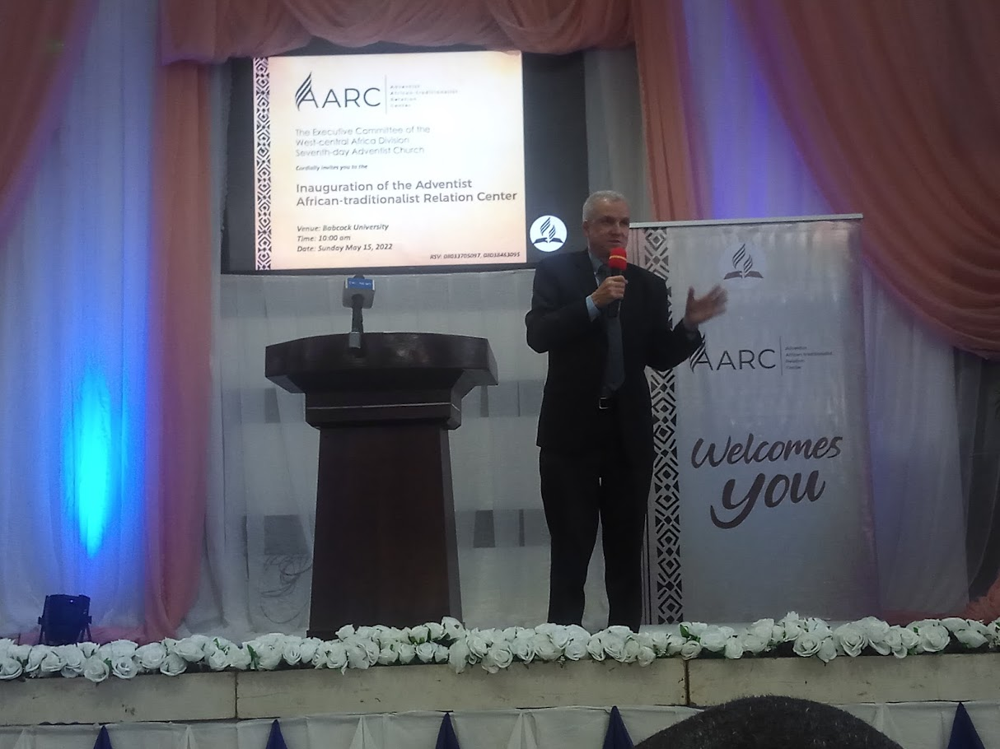 AARC
Adventist
African-traditionalist
Relation
Center
The Executive Committee of the
West-central Africa Division
Seventh-day Adventist Church
Cordially invites you to the
Inauguration of the Adventist
African-traditionalist Relation Center
Venue: Babcock University
Time: 10:00 am
Date: Sunday May 15, 2022
RSV: 08033705097, 08038463095
AARC
Adventist
African-traditionalist
Relation
Center
Welcomes
you